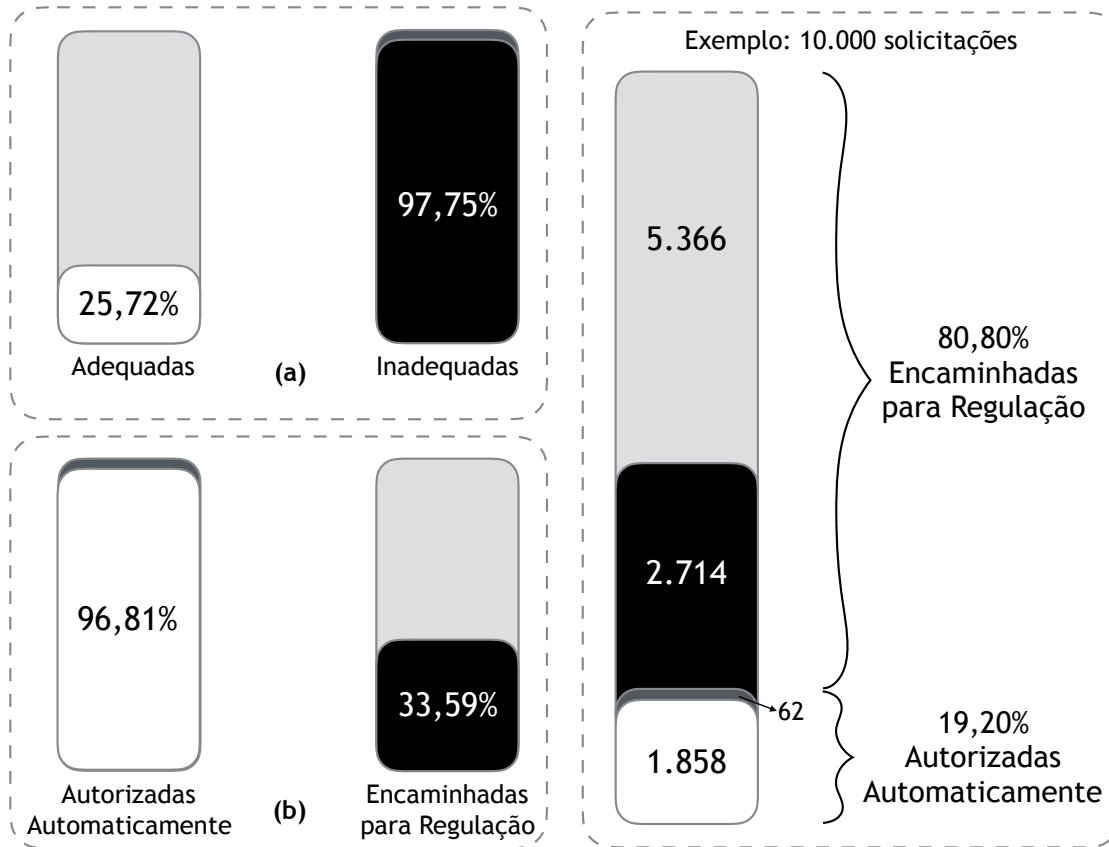 25,72%
Adequadas
97,75%
Inadequadas
(a)
96,81%
Autorizadas
Automaticamente
33,59%
Encaminhadas
para Regulação
(b)
Exemplo: 10.000 solicitações
5.366
2.714
62
1.858
80,80%
Encaminhadas
para Regulação
19,20%
Autorizadas
Automaticamente